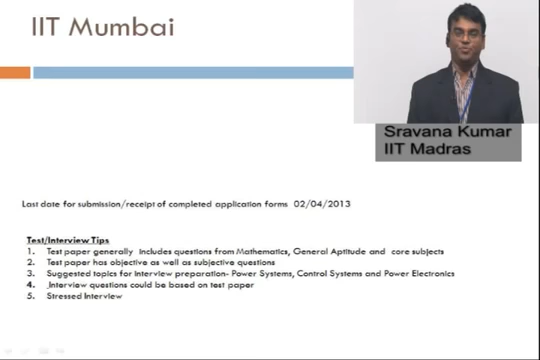 IIT Mumbai
Sravana Kumar
IIT Madras
Last date for submission/receipt of completed application forms 02/04/2013
Test/Interview Tips
1. Test paper generally includes questions from Mathematics, General Aptitude and core subjects
2. Test paper has objective as well as subjective questions
3. Suggested topics for interview preparation- Power Systems, Control Systems and Power Electronics
4. Interview questions could be based on test paper
5. Stressed Interview